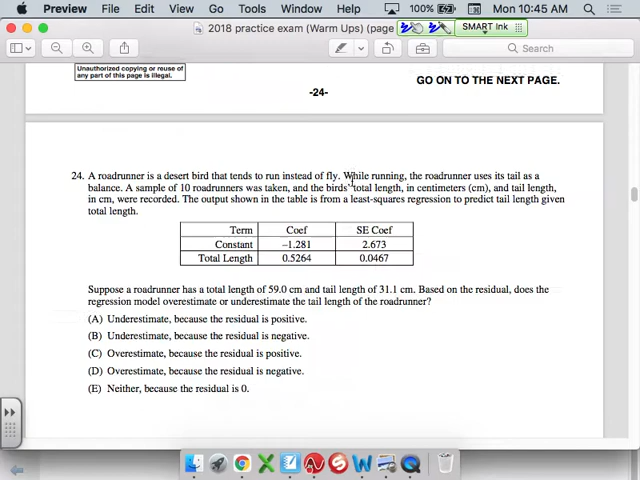 Preview File Edit View Go Tools Window Help 100% Mon 10:45 AM
2018 practice exam (Warm Ups) (page
SMART Ink
Search
Unauthorized copying or reuse of
any part of this page is illegal.
GO ON TO THE NEXT PAGE.
-24-
24. A roadrunner is a desert bird that tends to run instead of fly. While running, the roadrunner uses its tail as a
balance. A sample of 10 roadrunners was taken, and the birds' total length, in centimeters (cm), and tail length,
in cm, were recorded. The output shown in the table is from a least-squares regression to predict tail length given
total length.
Term Coef SE Coef
Constant –1.281 2.673
Total Length 0.5264 0.0467
Suppose a roadrunner has a total length of 59.0 cm and tail length of 31.1 cm. Based on the residual, does the
regression model overestimate or underestimate the tail length of the roadrunner?
(A) Underestimate, because the residual is positive.
(B) Underestimate, because the residual is negative.
(C) Overestimate, because the residual is positive.
(D) Overestimate, because the residual is negative.
(E) Neither, because the residual is 0.